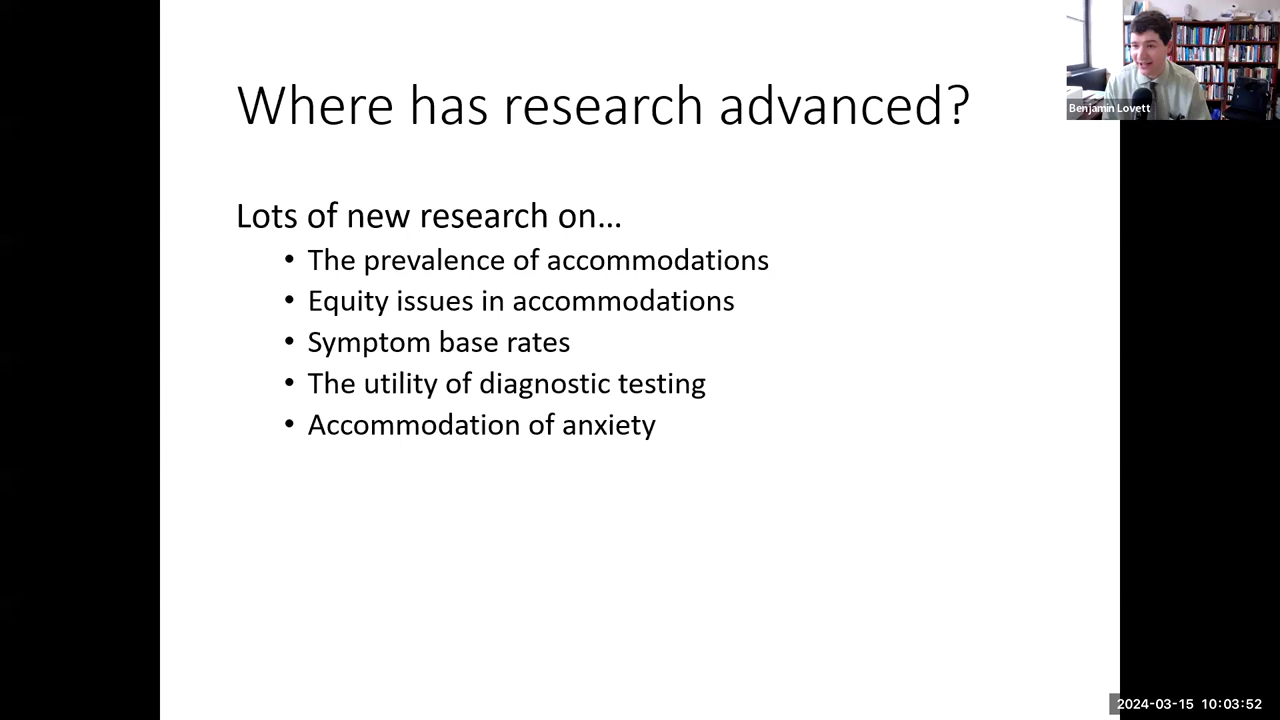 Where has research advanced?
Benjamin Lovett
Lots of new research on...
• The prevalence of accommodations
• Equity issues in accommodations
• Symptom base rates
• The utility of diagnostic testing
• Accommodation of anxiety
2024-03-15 10:03:52